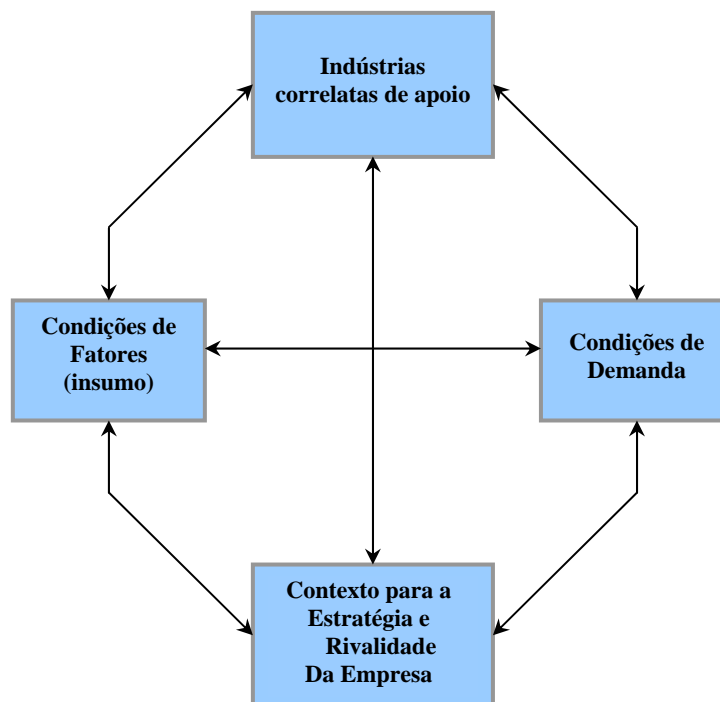 Indústrias
correlatas de apoio
Condições de
Fatores
(insumo)
Condições de
Demanda
Contexto para a
Estratégia e
Rivalidade
Da Empresa